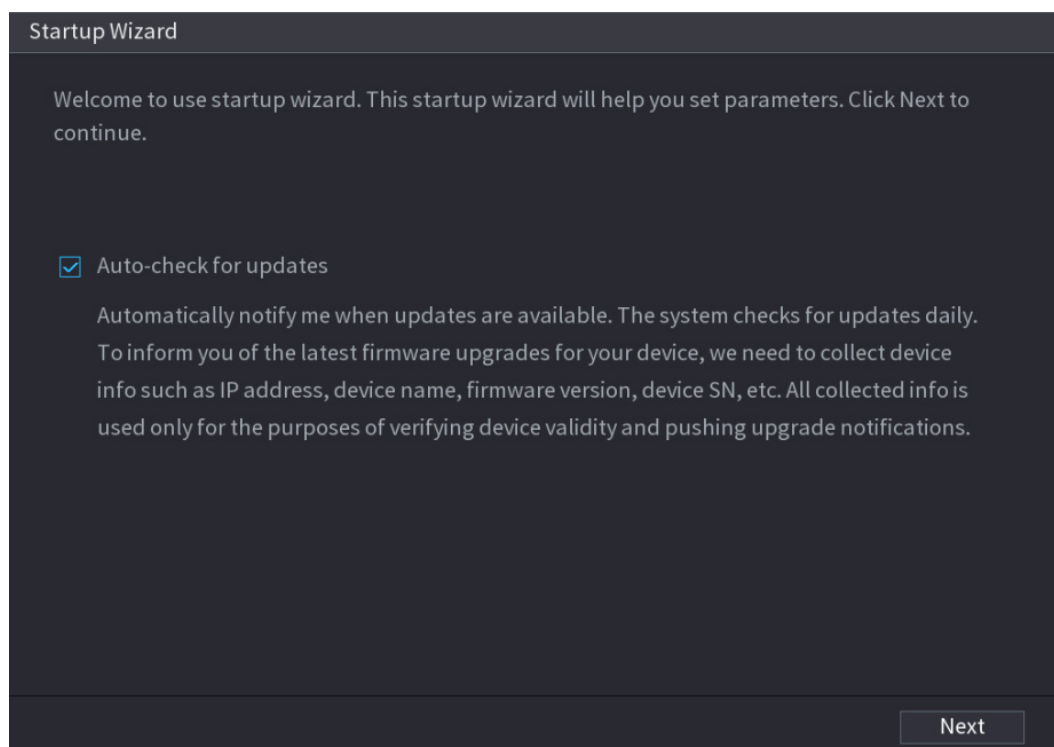 Startup Wizard
Welcome to use startup wizard. This startup wizard will help you set parameters. Click Next to
continue.
Auto-check for updates
Automatically notify me when updates are available. The system checks for updates daily.
To inform you of the latest firmware upgrades for your device, we need to collect device
info such as IP address, device name, firmware version, device SN, etc. All collected info is
used only for the purposes of verifying device validity and pushing upgrade notifications.
Next